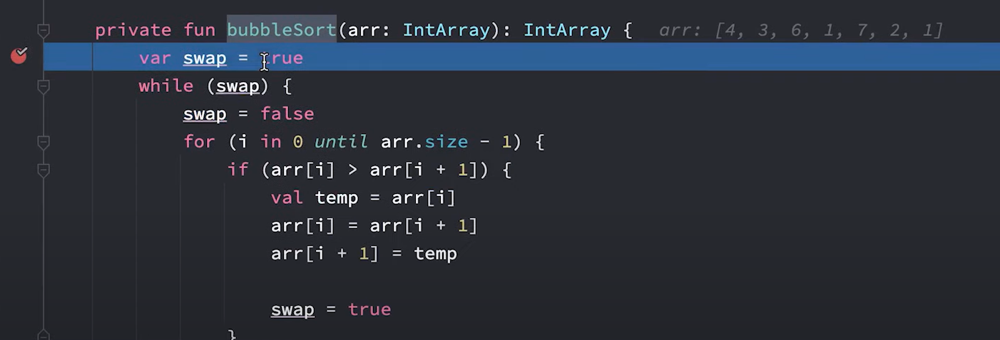 private fun bubbleSort(arr: IntArray): IntArray {   arr: [4, 3, 6, 1, 7, 2, 1]
    var swap = true
    while (swap) {
        swap = false
        for (i in 0 until arr.size - 1) {
            if (arr[i] > arr[i + 1]) {
                val temp = arr[i]
                arr[i] = arr[i + 1]
                arr[i + 1] = temp

                swap = true
            }